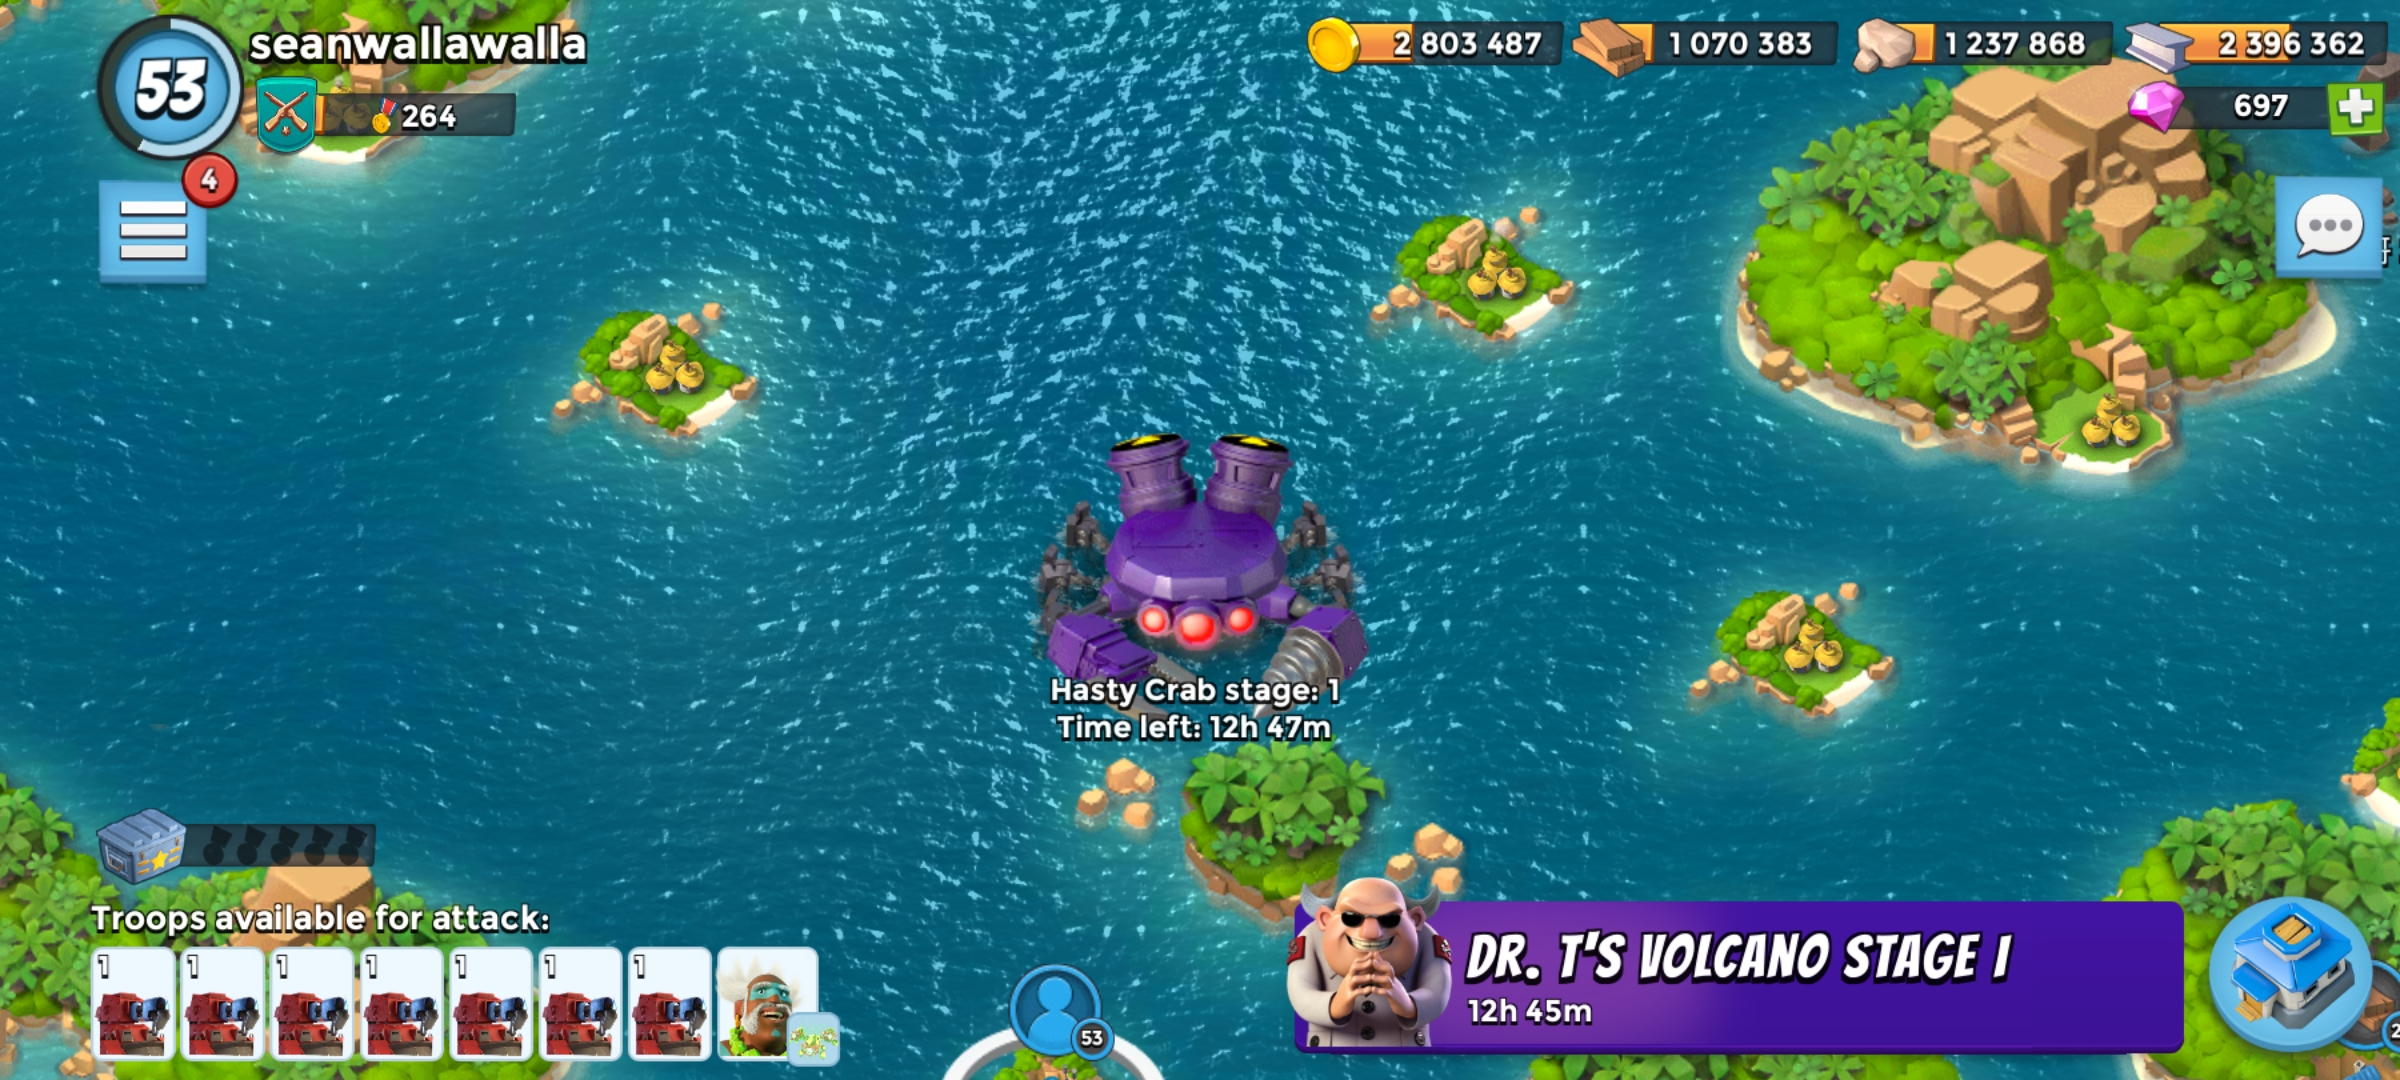 53
seanwallawalla
264
4
2 803 487
1 070 383
1 237 868
2 396 362
697
Hasty Crab stage: 1
Time left: 12h 47m
Troops available for attack:
1
1
1
1
1
1
1
53
DR. T'S VOLCANO STAGE I
12h 45m